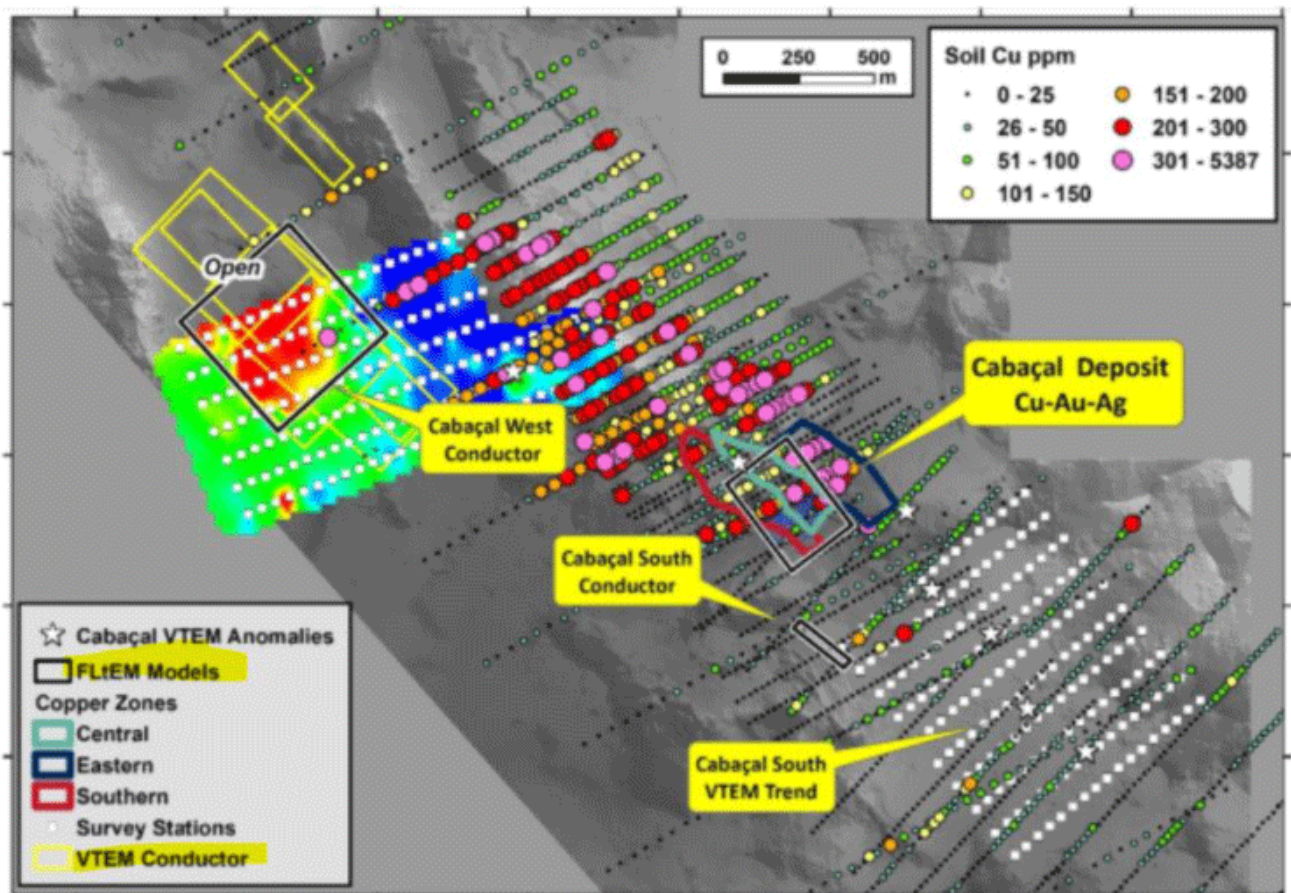 0 250 500
m
Soil Cu ppm
0 - 25
26 - 50
51 - 100
101 - 150
151 - 200
201 - 300
301 - 5387
Open
Cabaçal Deposit
Cu-Au-Ag
Cabaçal West
Conductor
Cabaçal South
Conductor
Cabaçal South
VTEM Trend
Cabaçal VTEM Anomalies
FLtEM Models
Copper Zones
Central
Eastern
Southern
Survey Stations
VTEM Conductor